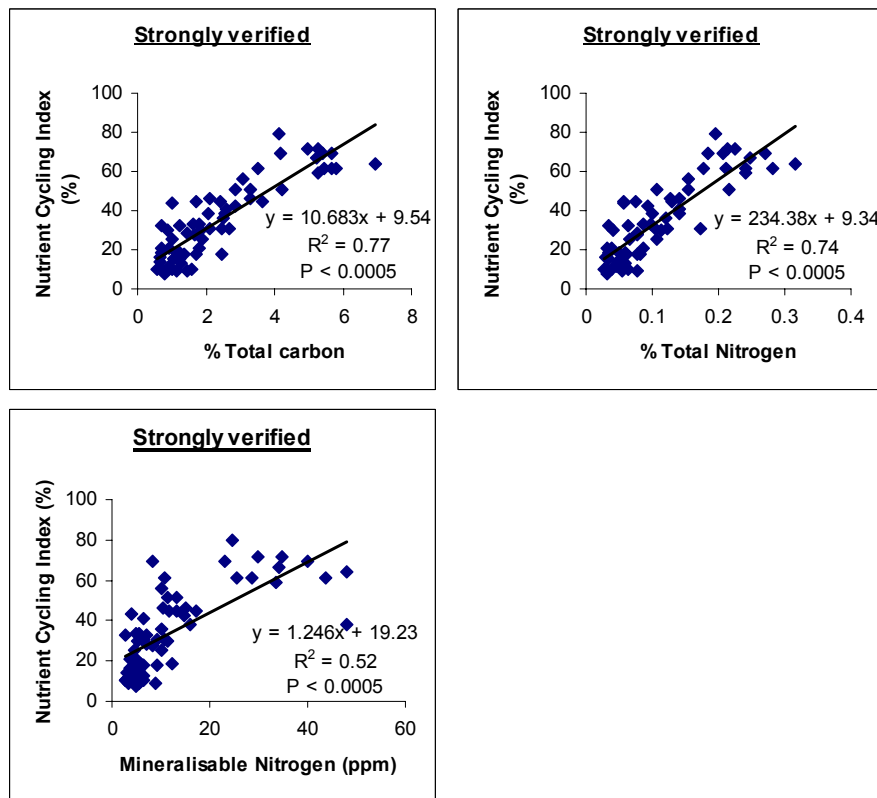 Strongly verified
Nutrient Cycling Index
(%)
100
80
60
40
20
0
y = 10.683x + 9.54
R² = 0.77
P < 0.0005
0 2 4 6 8
% Total carbon
Strongly verified
Nutrient Cycling Index
(%)
100
80
60
40
20
0
y = 234.38x + 9.34
R² = 0.74
P < 0.0005
0 0.1 0.2 0.3 0.4
% Total Nitrogen
Strongly verified
Nutrient Cycling Index (%)
100
80
60
40
20
0
y = 1.246x + 19.23
R² = 0.52
P < 0.0005
0 20 40 60
Mineralisable Nitrogen (ppm)